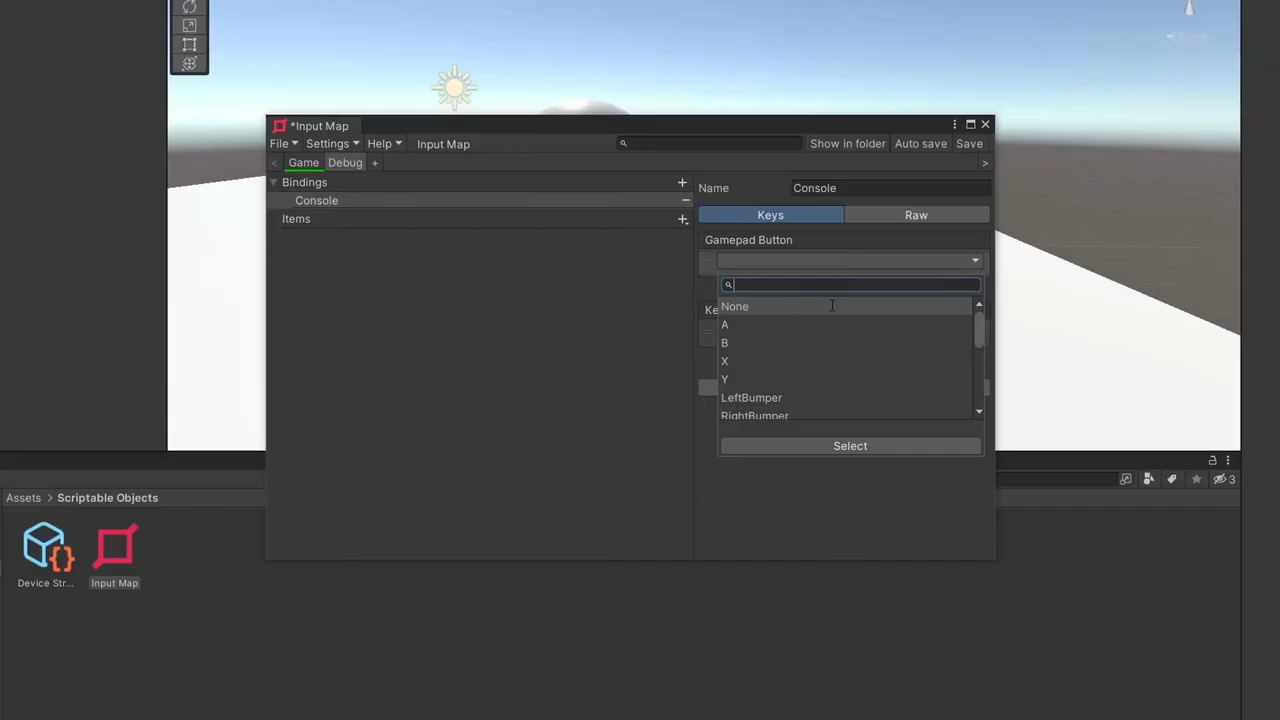 *Input Map
File Settings Help Input Map Show in folder Auto save Save
< Game Debug + >
Bindings +
Console −
Items +
Name Console
Keys Raw
Gamepad Button
None
A
B
X
Y
LeftBumper
RightBumper
Select
3
Assets > Scriptable Objects
Device Str...
Input Map